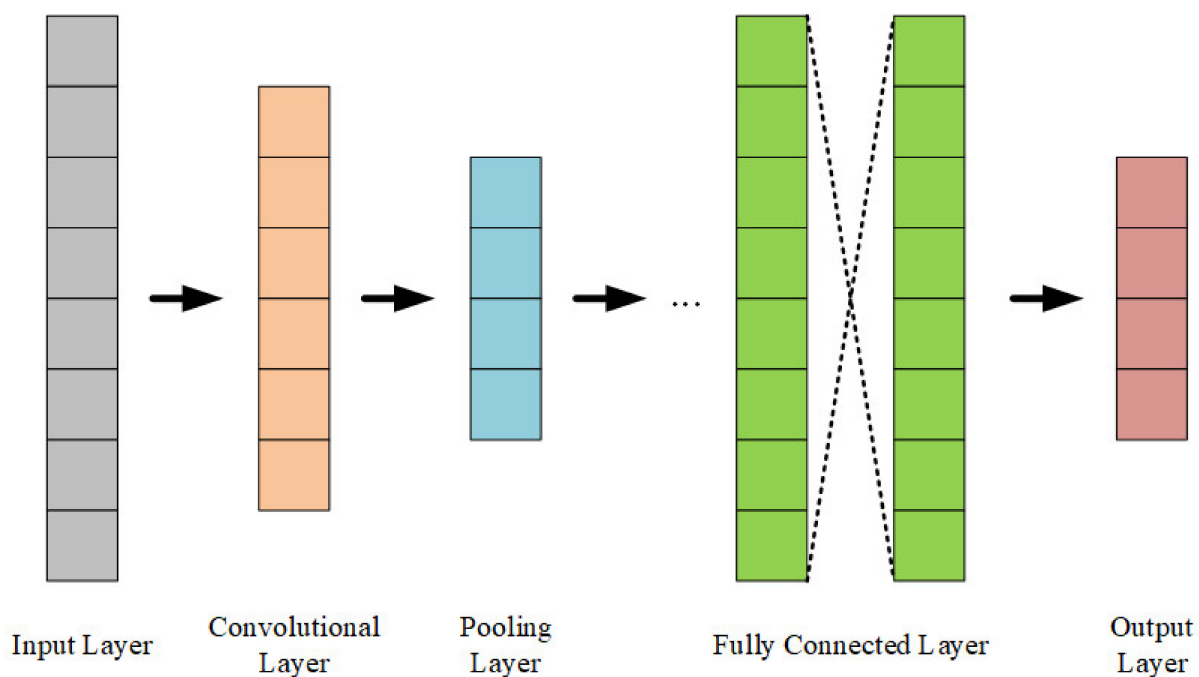 ...
Input Layer
Convolutional
Layer
Pooling
Layer
Fully Connected Layer
Output
Layer